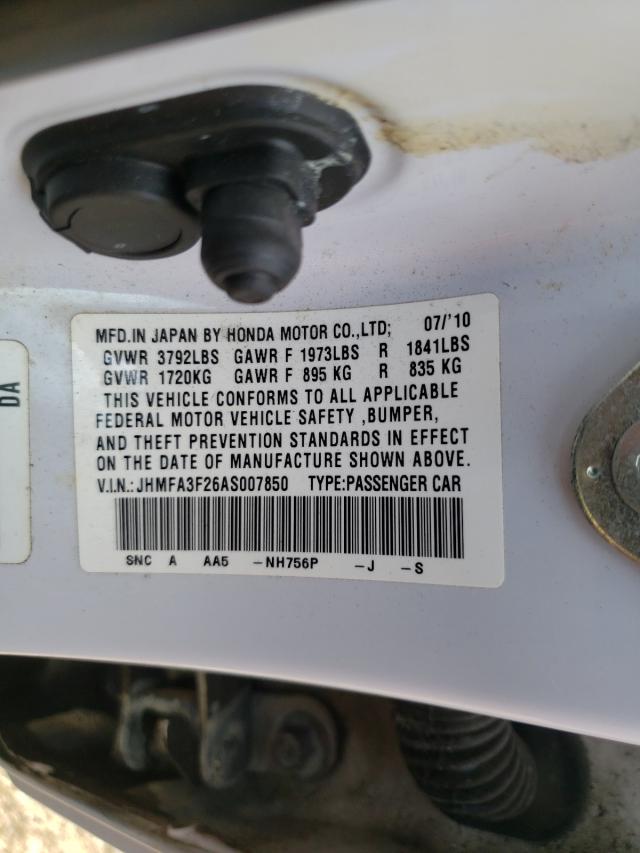 MFD.IN JAPAN BY HONDA MOTOR CO.,LTD; 07/'10
GVWR 3792LBS GAWR F 1973LBS R 1841LBS
GVWR 1720KG GAWR F 895 KG R 835 KG
THIS VEHICLE CONFORMS TO ALL APPLICABLE
FEDERAL MOTOR VEHICLE SAFETY ,BUMPER,
AND THEFT PREVENTION STANDARDS IN EFFECT
ON THE DATE OF MANUFACTURE SHOWN ABOVE.
V.I.N.:JHMFA3F26AS007850 TYPE:PASSENGER CAR
SNC A AA5 -NH756P -J -S
DA